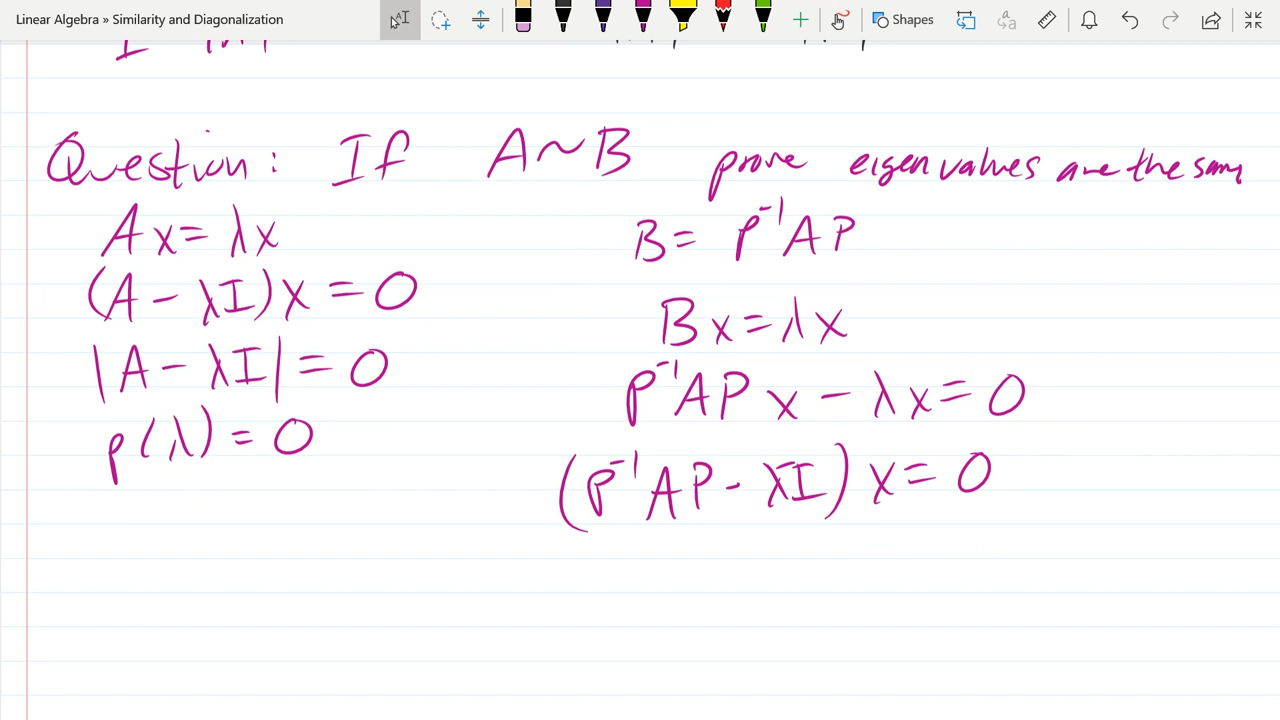 Linear Algebra » Similarity and Diagonalization
Shapes
Question: If A~B prove eigenvalues are the same
Ax=λx
B= P⁻¹AP
(A-λI)x=0
Bx=λx
|A-λI|=0
P⁻¹APx-λx=0
p(λ)=0
(P⁻¹AP-λI)x=0